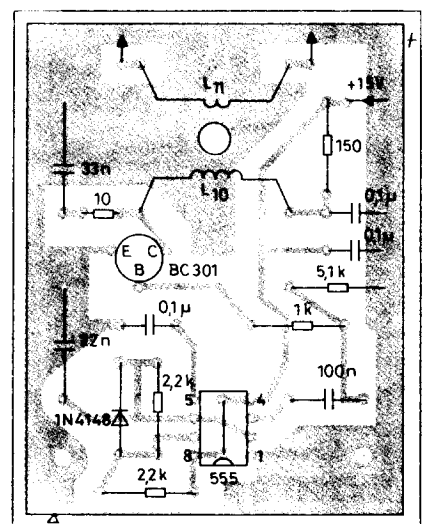 L11
+15V
33n
150
L10
10
0,1µ
E C
B
BC 301
0,1µ
5,1k
0,1µ
1k
22n
2,2k
100n
5
4
1N4148
8
1
555
2,2k